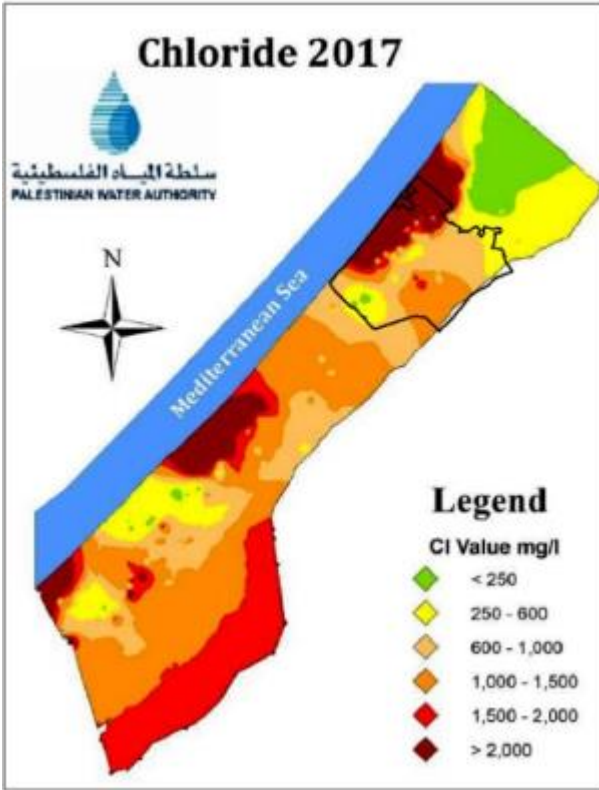 Chloride 2017
سلطة المياه الفلسطينية
PALESTINIAN WATER AUTHORITY
N
Mediterranean Sea
Legend
Cl Value mg/l
< 250
250 - 600
600 - 1,000
1,000 - 1,500
1,500 - 2,000
> 2,000